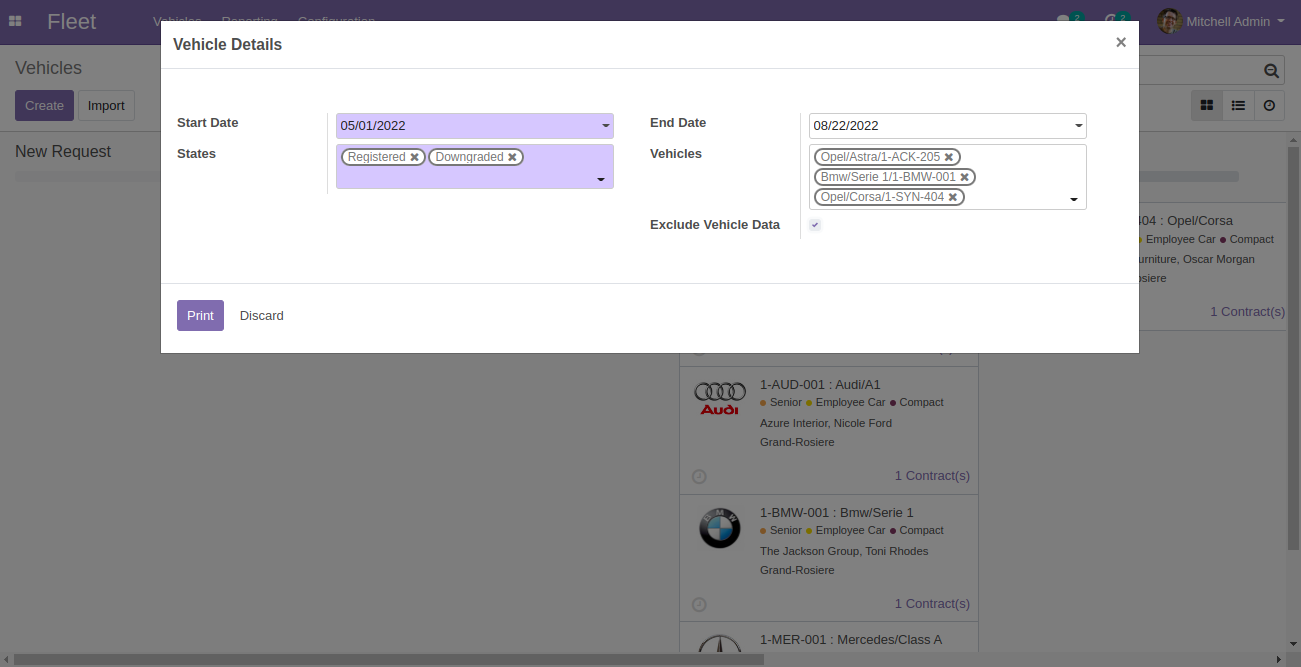 Fleet
Vehicles Reporting Configuration
2 2 Mitchell Admin
Vehicle Details ×
Vehicles
Create Import
New Request
Start Date 05/01/2022
States Registered Downgraded
End Date 08/22/2022
Vehicles Opel/Astra/1-ACK-205
Bmw/Serie 1/1-BMW-001
Opel/Corsa/1-SYN-404
Exclude Vehicle Data
Print Discard
04 : Opel/Corsa
Employee Car Compact
urniture, Oscar Morgan
osiere
1 Contract(s)
1-AUD-001 : Audi/A1
Senior Employee Car Compact
Azure Interior, Nicole Ford
Grand-Rosiere
1 Contract(s)
Audi
1-BMW-001 : Bmw/Serie 1
Senior Employee Car Compact
The Jackson Group, Toni Rhodes
Grand-Rosiere
1 Contract(s)
BMW
1-MER-001 : Mercedes/Class A